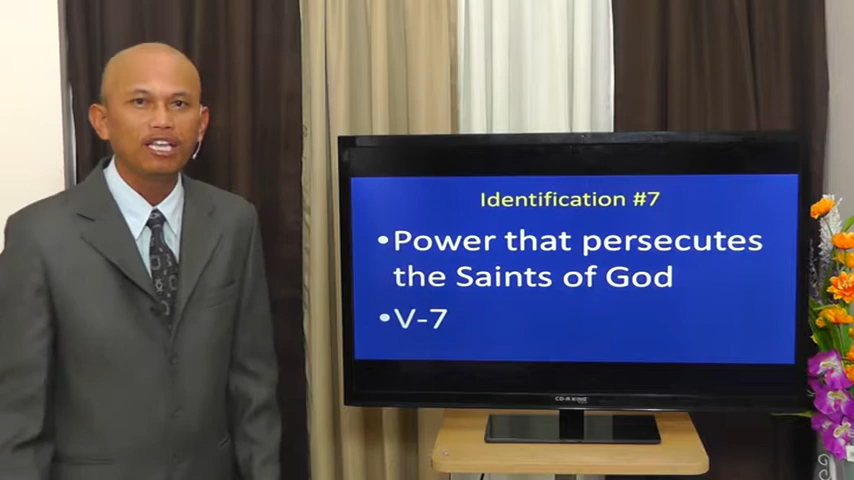 Identification #7
•Power that persecutes
the Saints of God
•V-7
CD-R KING